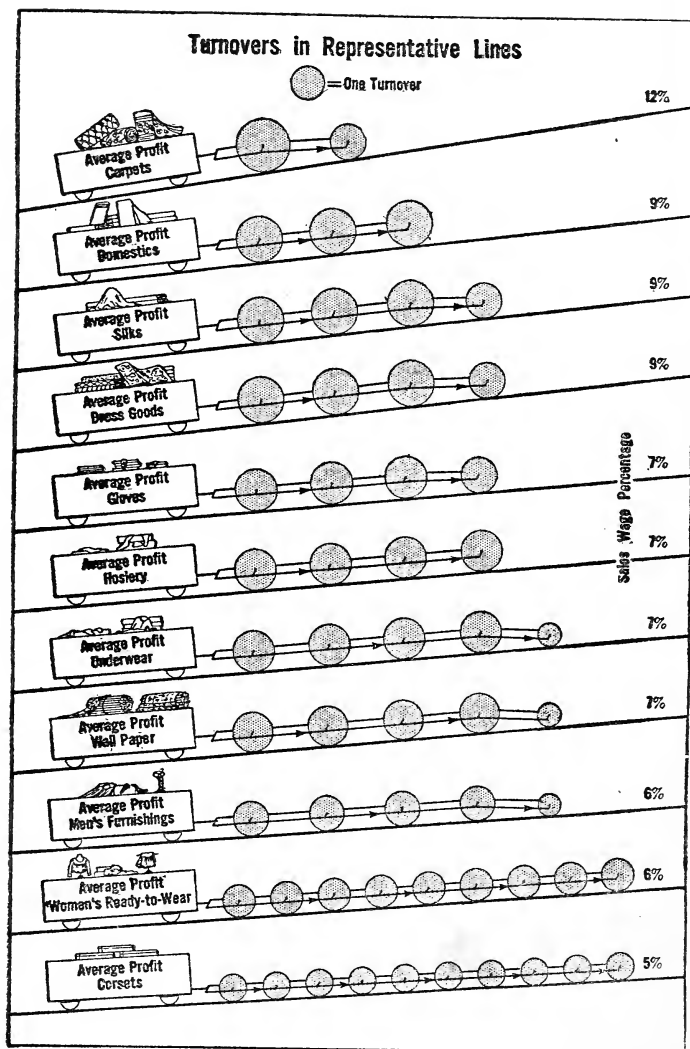 Turnovers in Representative Lines
=One Turnover
12%
Average Profit
Carpets
9%
Average Profit
Domestics
9%
Average Profit
Silks
9%
Average Profit
Dress Goods
Sales Wage Percentage
7%
Average Profit
Gloves
7%
Average Profit
Hosiery
7%
Average Profit
Underwear
7%
Average Profit
Wall Paper
6%
Average Profit
Men's Furnishings
6%
Average Profit
Women's Ready-to-Wear
5%
Average Profit
Corsets